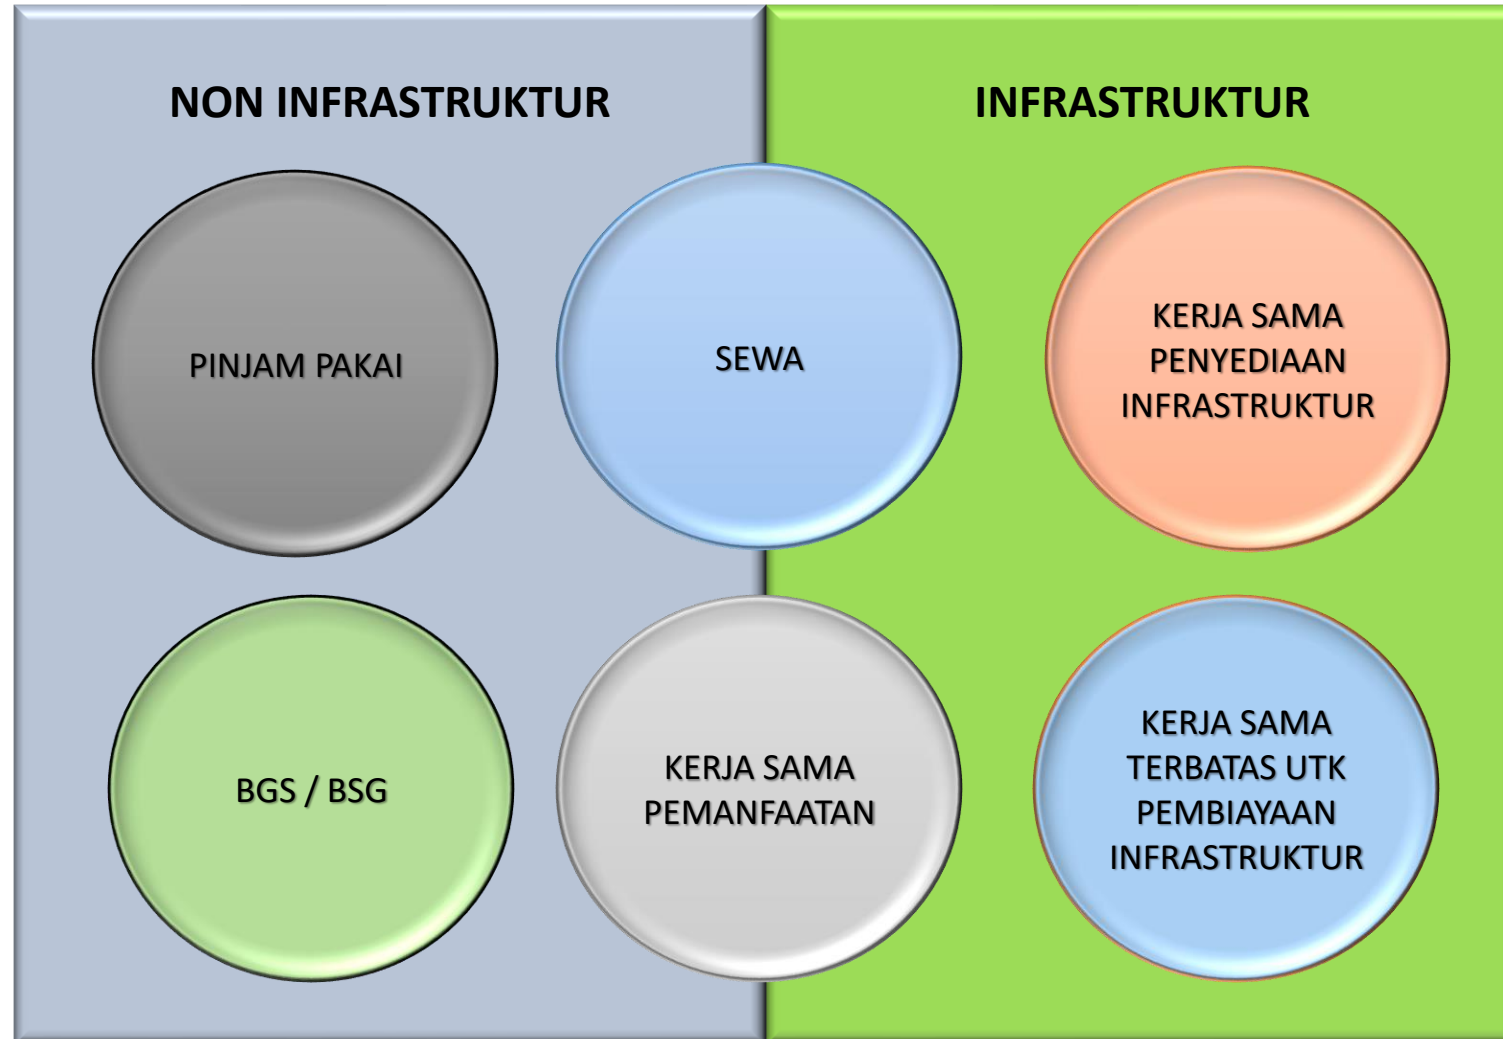 NON INFRASTRUKTUR
INFRASTRUKTUR
PINJAM PAKAI
SEWA
KERJA SAMA
PENYEDIAAN
INFRASTRUKTUR
BGS / BSG
KERJA SAMA
PEMANFAATAN
KERJA SAMA
TERBATAS UTK
PEMBIAYAAN
INFRASTRUKTUR